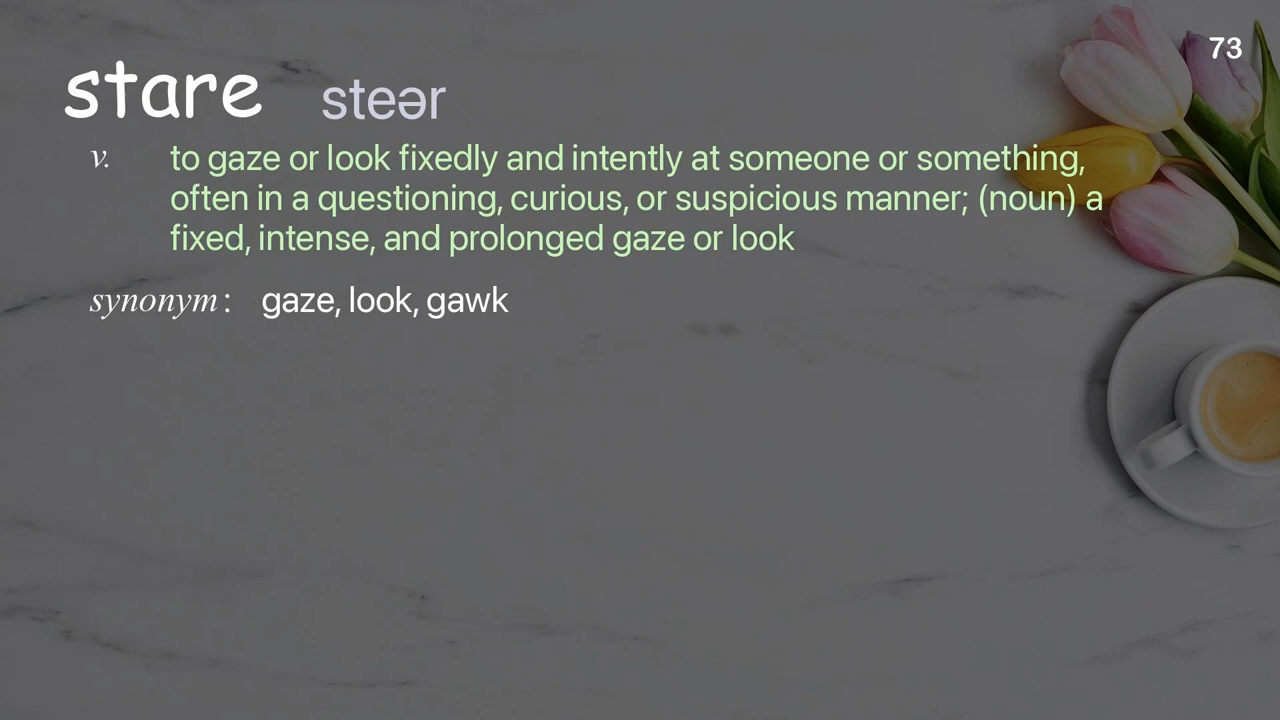 73
stare steər
v. to gaze or look fixedly and intently at someone or something,
often in a questioning, curious, or suspicious manner; (noun) a
fixed, intense, and prolonged gaze or look
synonym: gaze, look, gawk